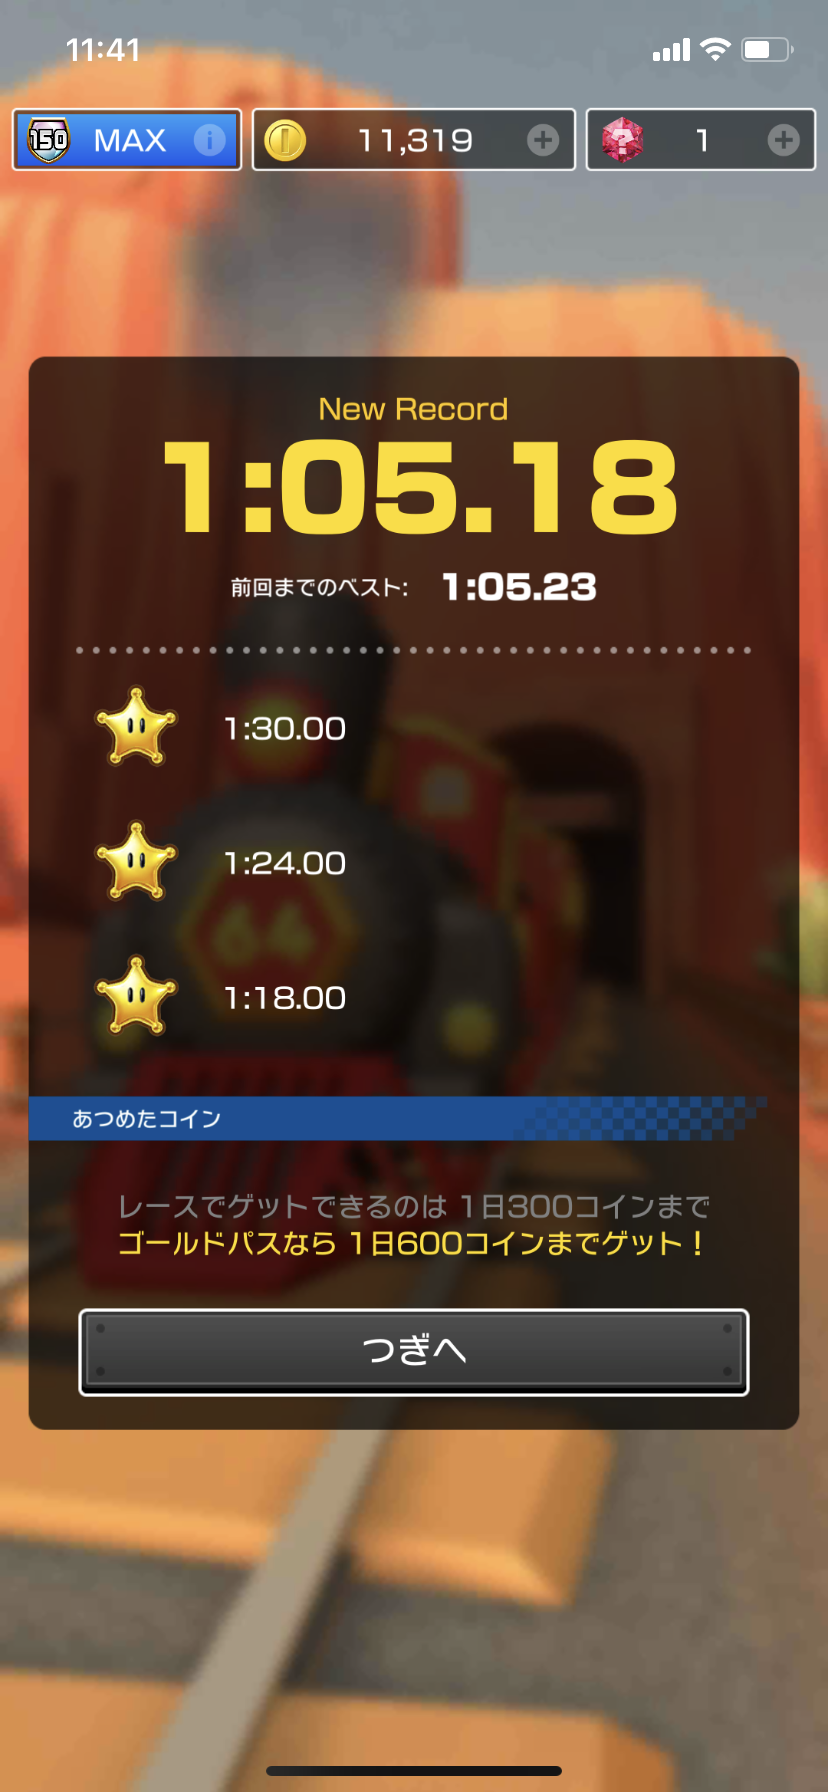 11:41
150 MAX i 11,319 + ? 1 +
New Record
1:05.18
前回までのベスト: 1:05.23
1:30.00
1:24.00
64
1:18.00
あつめたコイン
レースでゲットできるのは 1日300コインまで
ゴールドパスなら 1日600コインまでゲット！
つぎへ